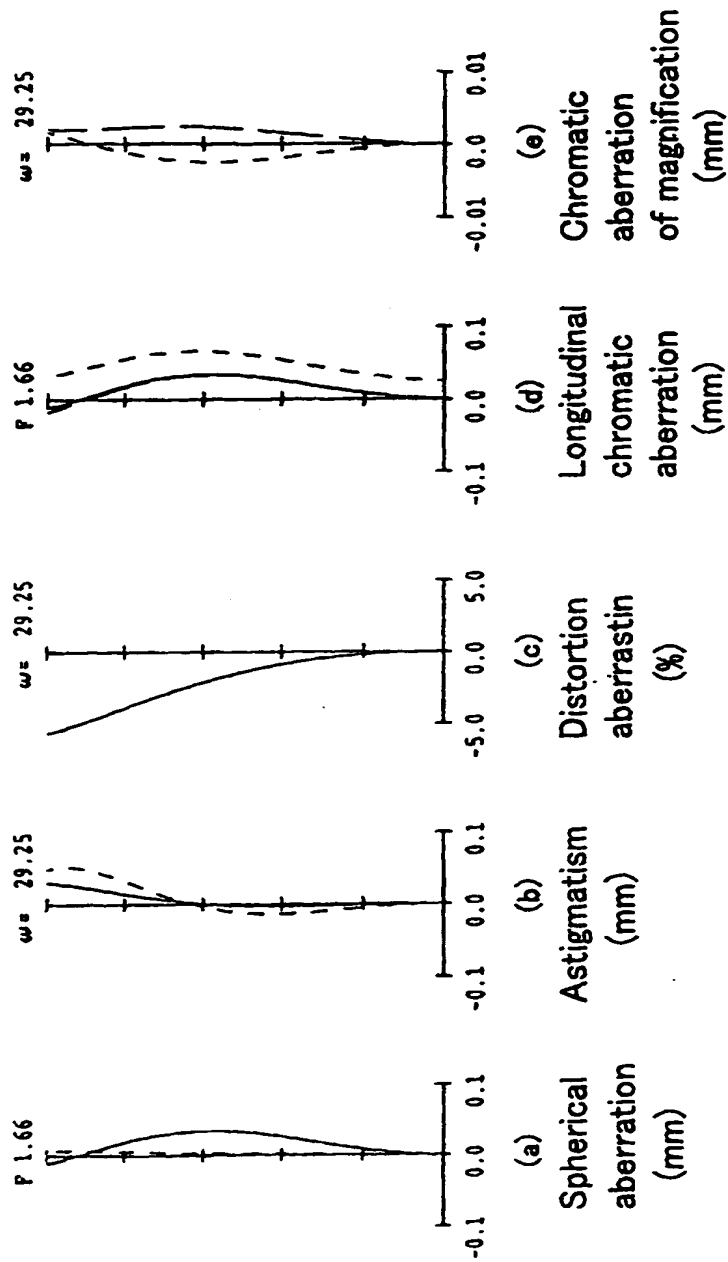 F 1.66
-0.1 0.0 0.1
(a)
Spherical
aberration
(mm)
ω= 29.25
-0.1 0.0 0.1
(b)
Astigmatism
(mm)
ω= 29.25
-5.0 0.0 5.0
(c)
Distortion
aberrastin
(%)
F 1.66
-0.1 0.0 0.1
(d)
Longitudinal
chromatic
aberration
(mm)
ω= 29.25
-0.01 0.0 0.01
(e)
Chromatic
aberration
of magnification
(mm)